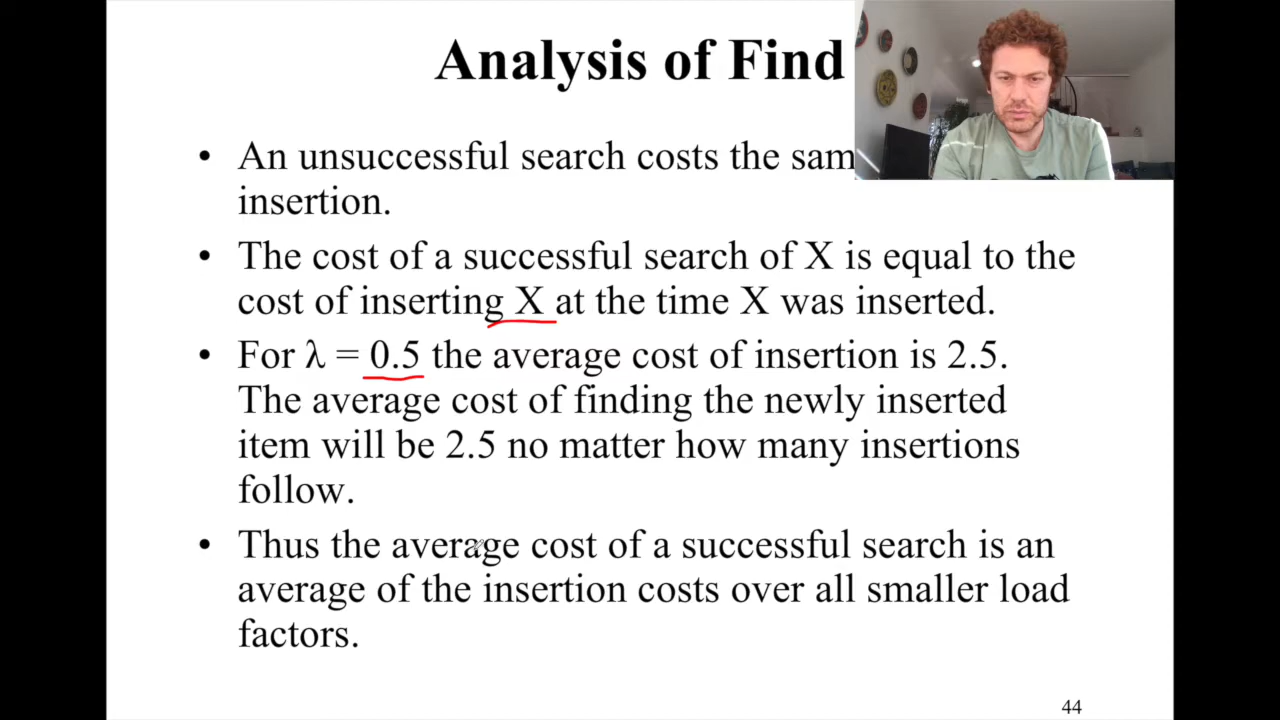 Analysis of Find
• An unsuccessful search costs the
insertion.
• The cost of a successful search of X is equal to the
cost of inserting X at the time X was inserted.
• For λ = 0.5 the average cost of insertion is 2.5.
The average cost of finding the newly inserted
item will be 2.5 no matter how many insertions
follow.
• Thus the average cost of a successful search is an
average of the insertion costs over all smaller load
factors.
44